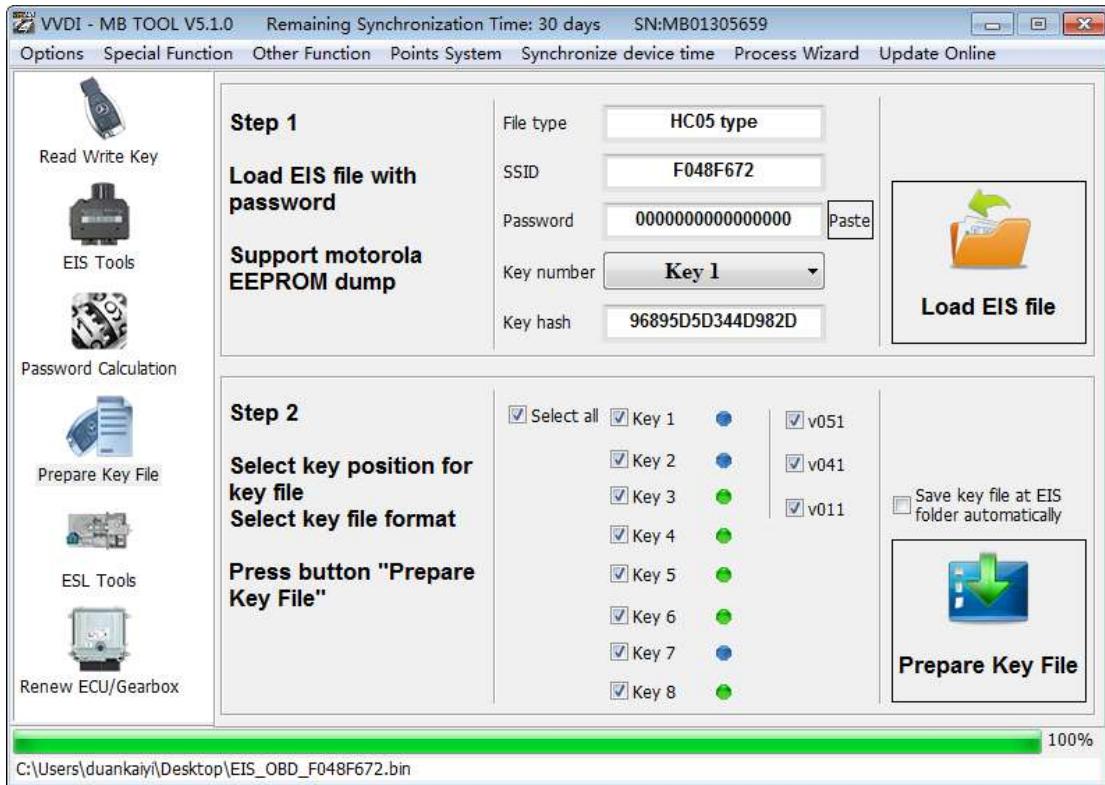 VVDI - MB TOOL V5.1.0 Remaining Synchronization Time: 30 days SN:MB01305659
Options Special Function Other Function Points System Synchronize device time Process Wizard Update Online
Read Write Key
EIS Tools
Password Calculation
Prepare Key File
ESL Tools
Renew ECU/Gearbox
Step 1
Load EIS file with
password
Support motorola
EEPROM dump
File type HC05 type
SSID F048F672
Password 0000000000000000 Paste
Key number Key 1
Key hash 96895D5D344D982D
Load EIS file
Step 2
Select key position for
key file
Select key file format
Press button "Prepare
Key File"
Select all Key 1 v051
Key 2 v041
Key 3 v011
Key 4
Key 5
Key 6
Key 7
Key 8
Save key file at EIS
folder automatically
Prepare Key File
100%
C:\Users\duankaiyi\Desktop\EIS_OBD_F048F672.bin